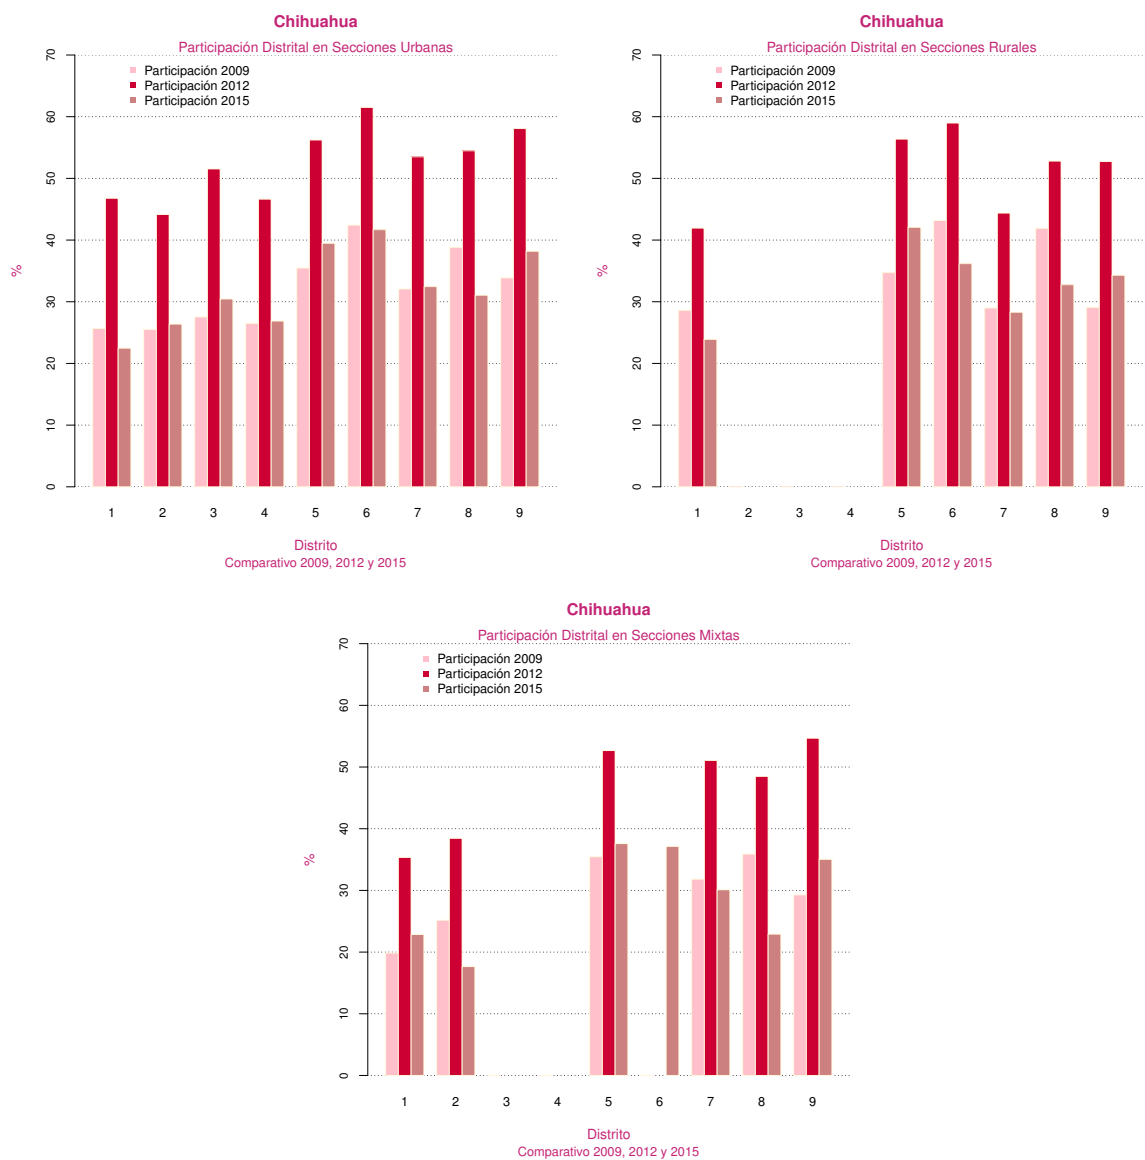 Chihuahua
Participación Distrital en Secciones Urbanas
Participación 2009
Participación 2012
Participación 2015
70
60
50
40
30
20
10
0
%
1 2 3 4 5 6 7 8 9
Distrito
Comparativo 2009, 2012 y 2015
Chihuahua
Participación Distrital en Secciones Rurales
Participación 2009
Participación 2012
Participación 2015
70
60
50
40
30
20
10
0
%
1 2 3 4 5 6 7 8 9
Distrito
Comparativo 2009, 2012 y 2015
Chihuahua
Participación Distrital en Secciones Mixtas
Participación 2009
Participación 2012
Participación 2015
70
60
50
40
30
20
10
0
%
1 2 3 4 5 6 7 8 9
Distrito
Comparativo 2009, 2012 y 2015